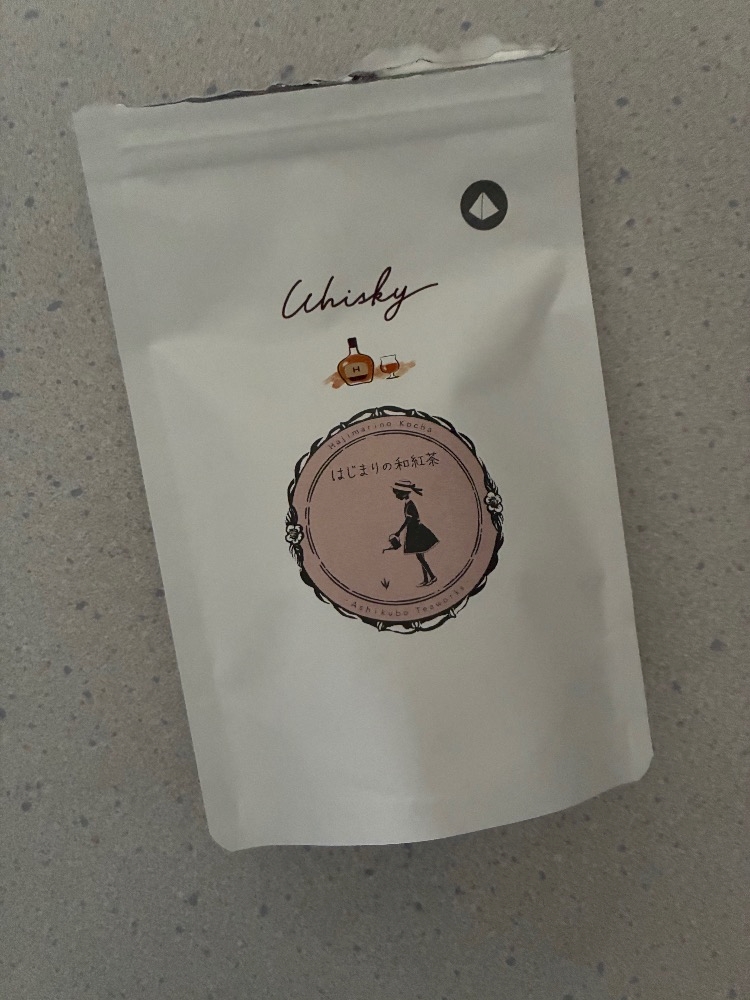 Whisky
H
Hajimarino Kocha
はじまりの和紅茶
Ashikubo Teaworks